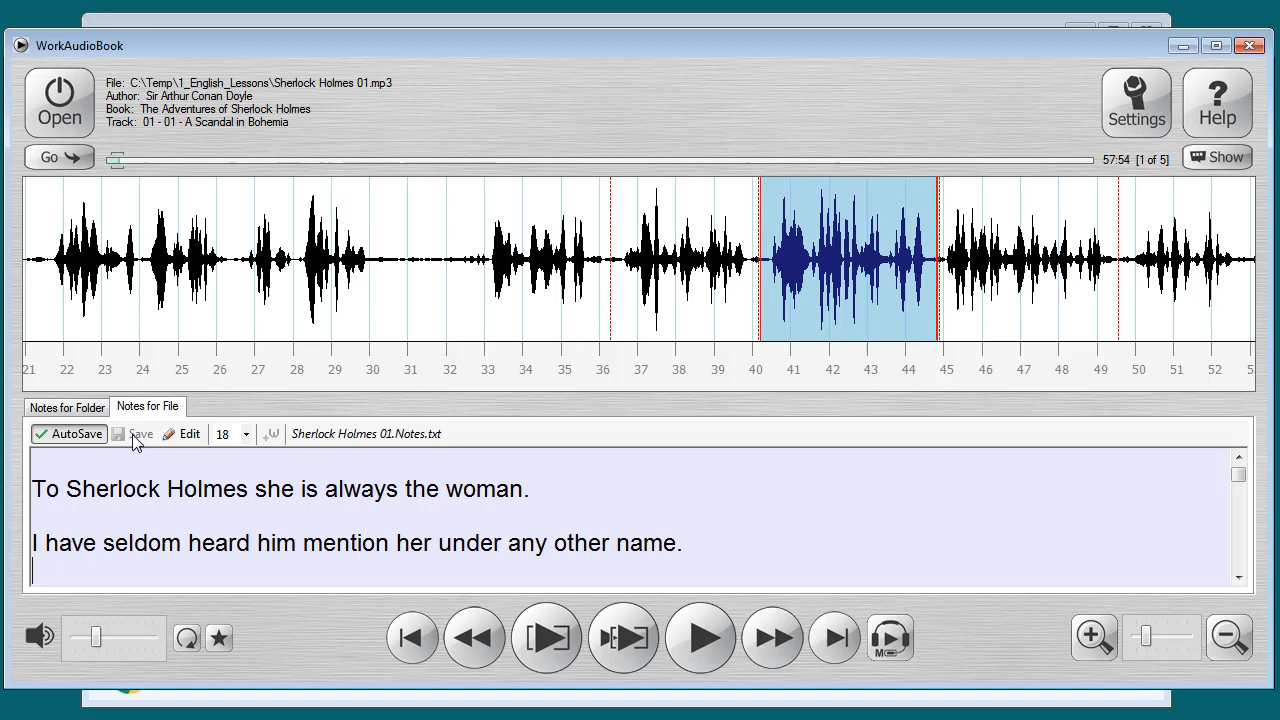 WorkAudioBook
Open
File: C:\Temp\1_English_Lessons\Sherlock Holmes 01.mp3
Author: Sir Arthur Conan Doyle
Book: The Adventures of Sherlock Holmes
Track: 01 - 01 - A Scandal in Bohemia
Settings
? Help
Go
57:54 [1 of 5]
Show
21 22 23 24 25 26 27 28 29 30 31 32 33 34 35 36 37 38 39 40 41 42 43 44 45 46 47 48 49 50 51 52 5
Notes for Folder
Notes for File
AutoSave Save Edit 18 +W Sherlock Holmes 01.Notes.txt
To Sherlock Holmes she is always the woman.
I have seldom heard him mention her under any other name.
M